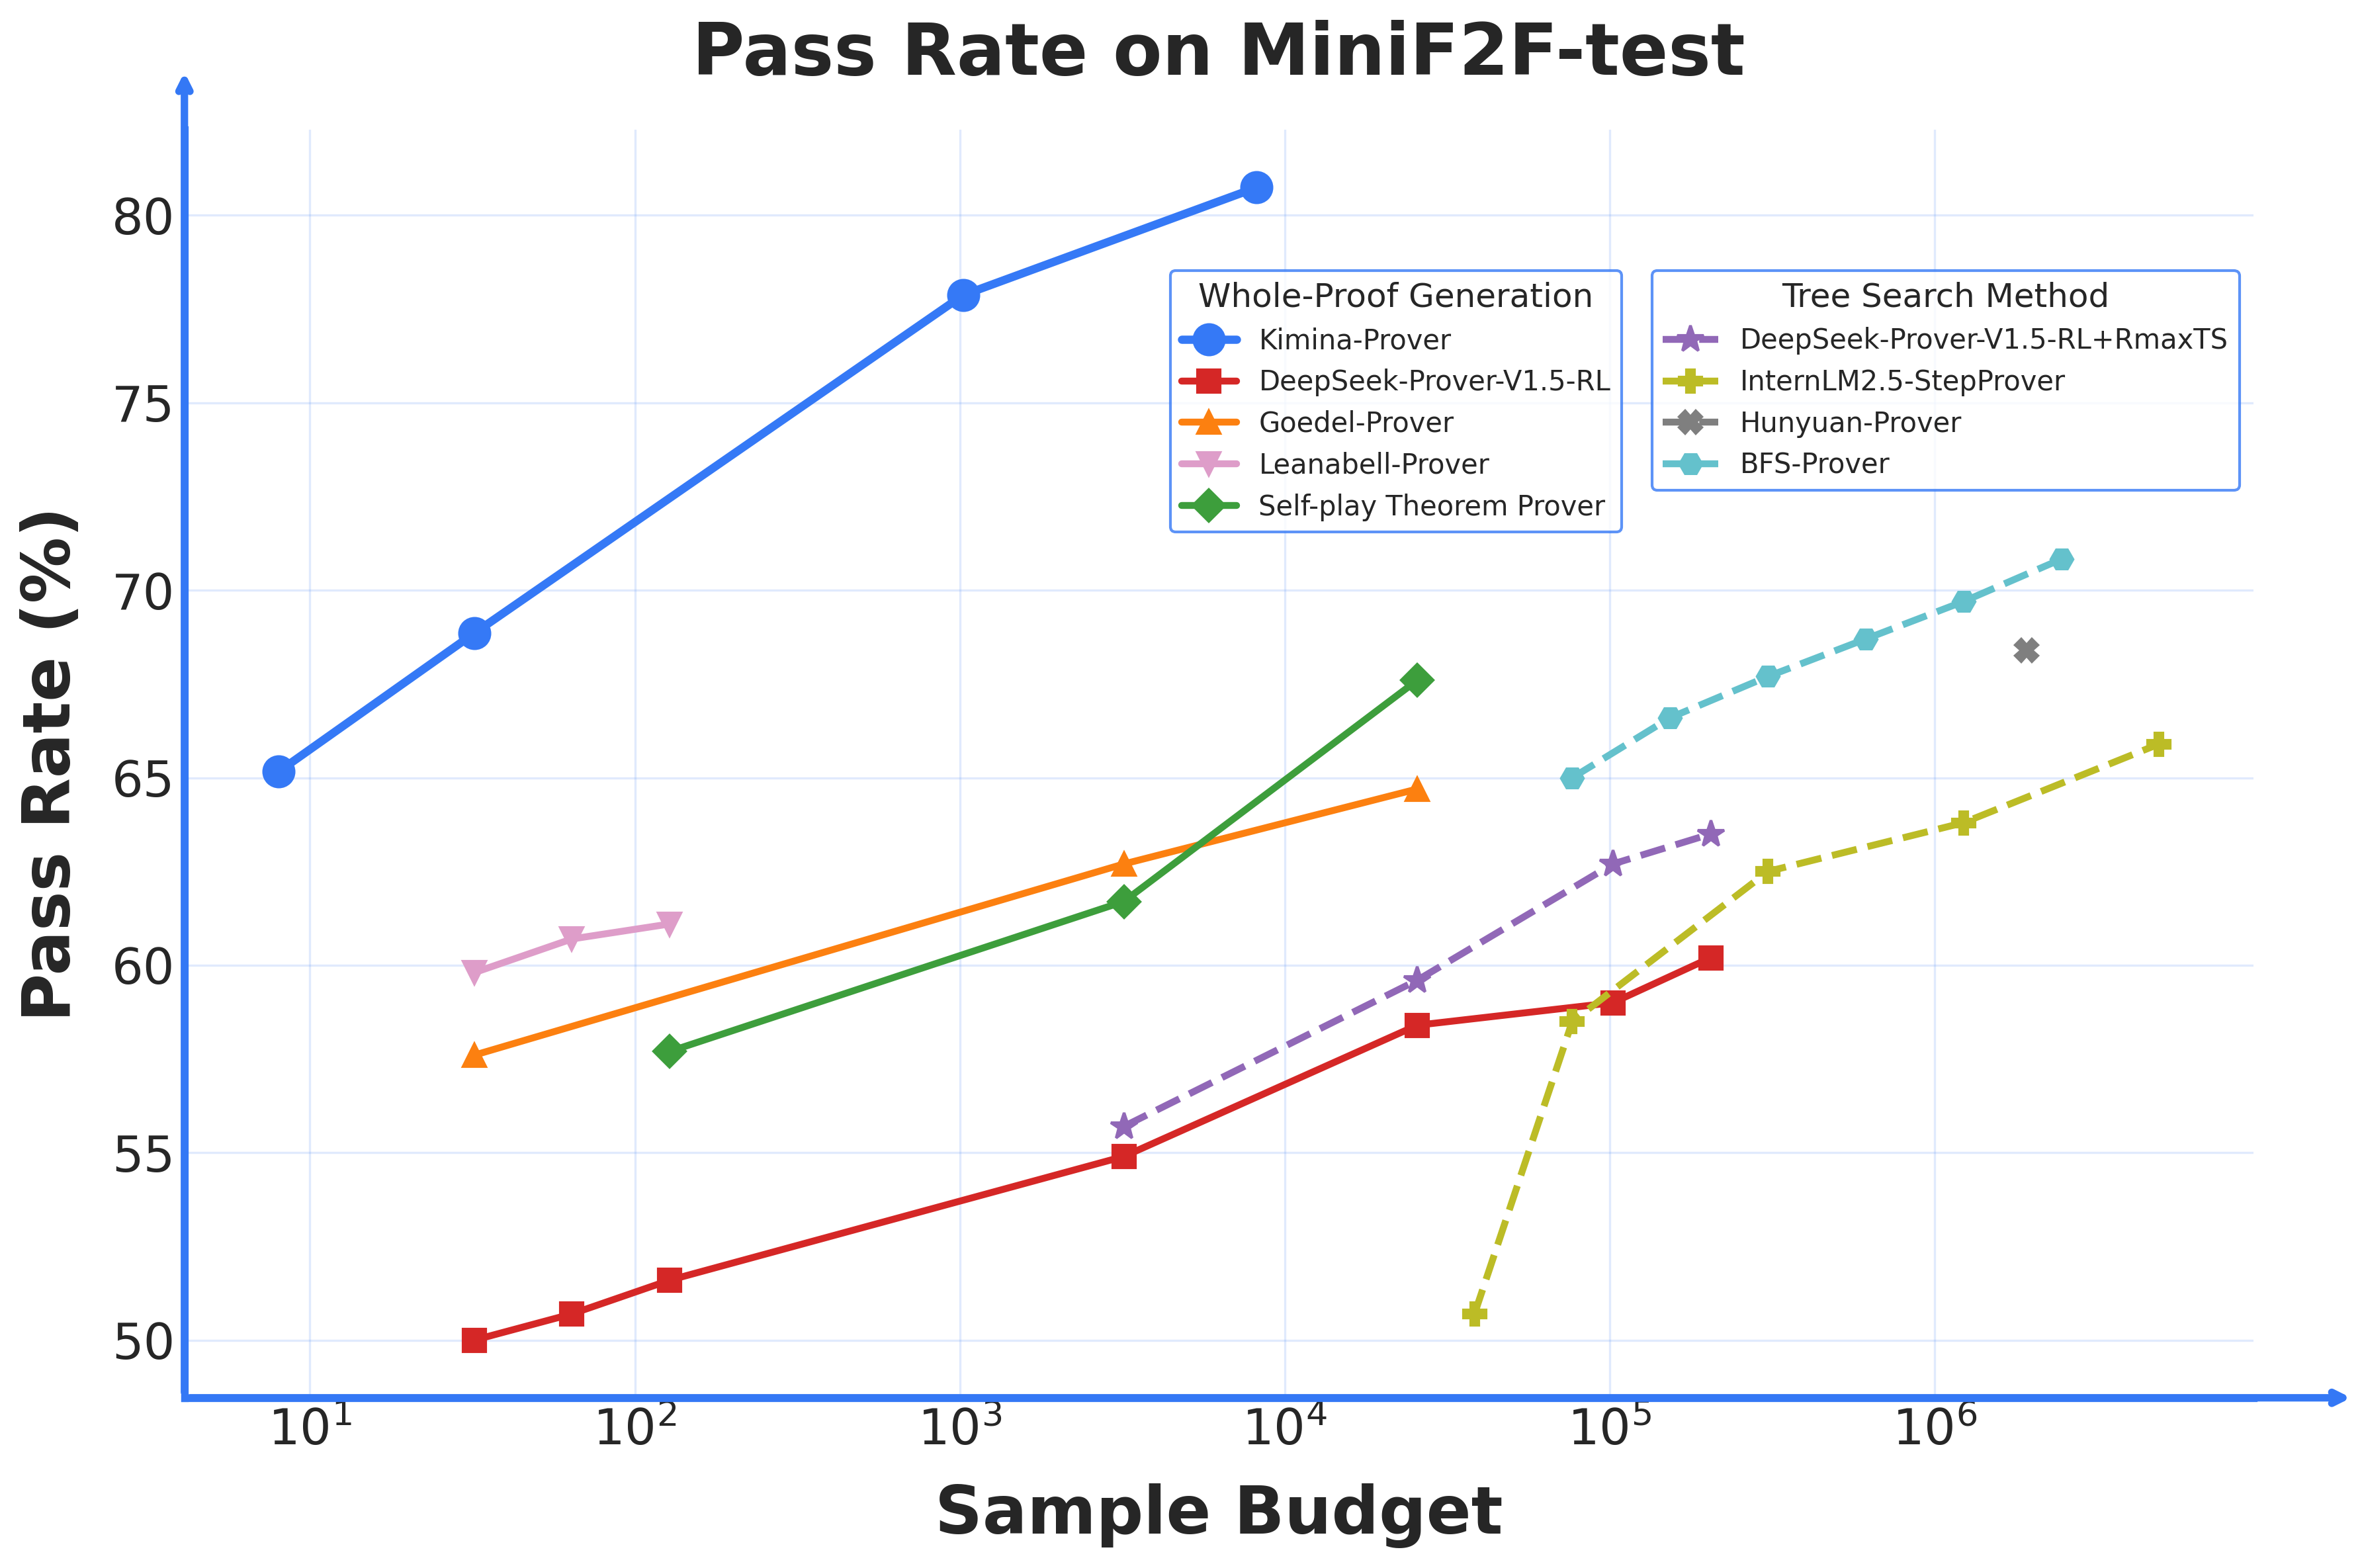 Pass Rate on MiniF2F-test
Pass Rate (%)
80
75
70
65
60
55
50
Whole-Proof Generation
Kimina-Prover
DeepSeek-Prover-V1.5-RL
Goedel-Prover
Leanabell-Prover
Self-play Theorem Prover
Tree Search Method
DeepSeek-Prover-V1.5-RL+RmaxTS
InternLM2.5-StepProver
Hunyuan-Prover
BFS-Prover
10¹ 10² 10³ 10⁴ 10⁵ 10⁶
Sample Budget